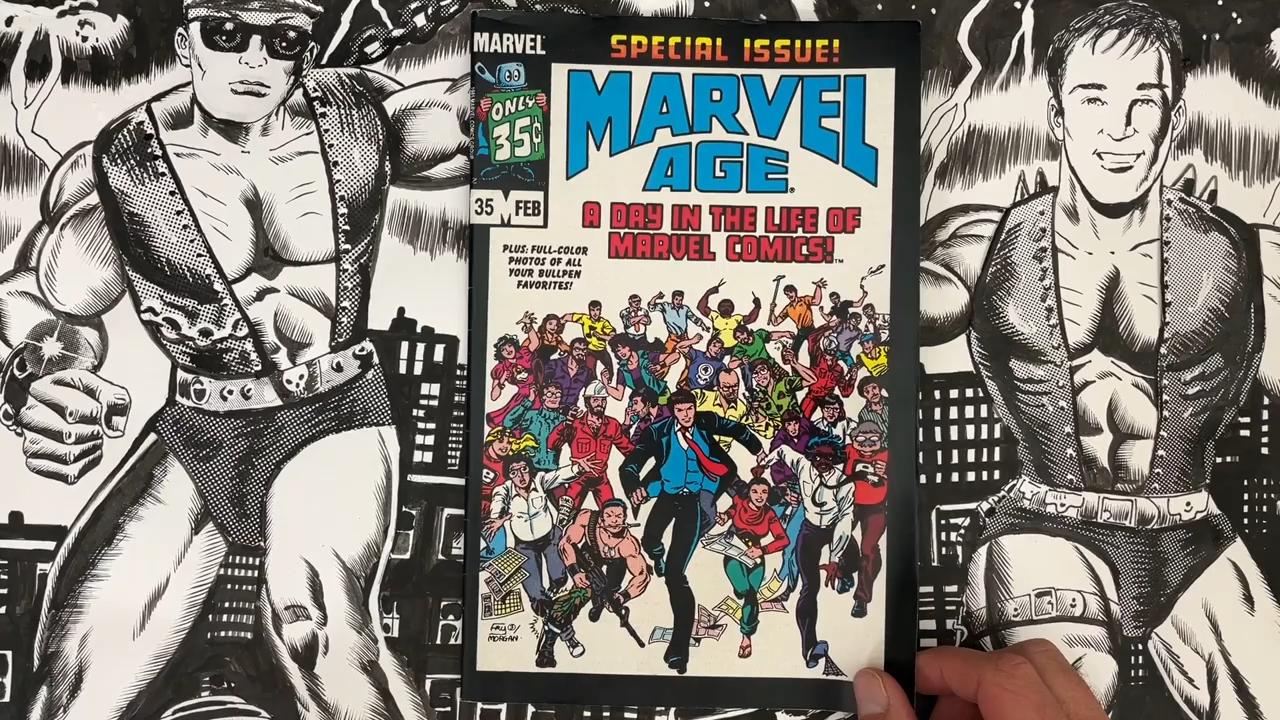 MARVEL
SPECIAL ISSUE!
ONLY
35¢
MARVEL
AGE
35 FEB
A DAY IN THE LIFE OF
MARVEL COMICS!™
PLUS: FULL-COLOR
PHOTOS OF ALL
YOUR BULLPEN
FAVORITES!
MORGAN